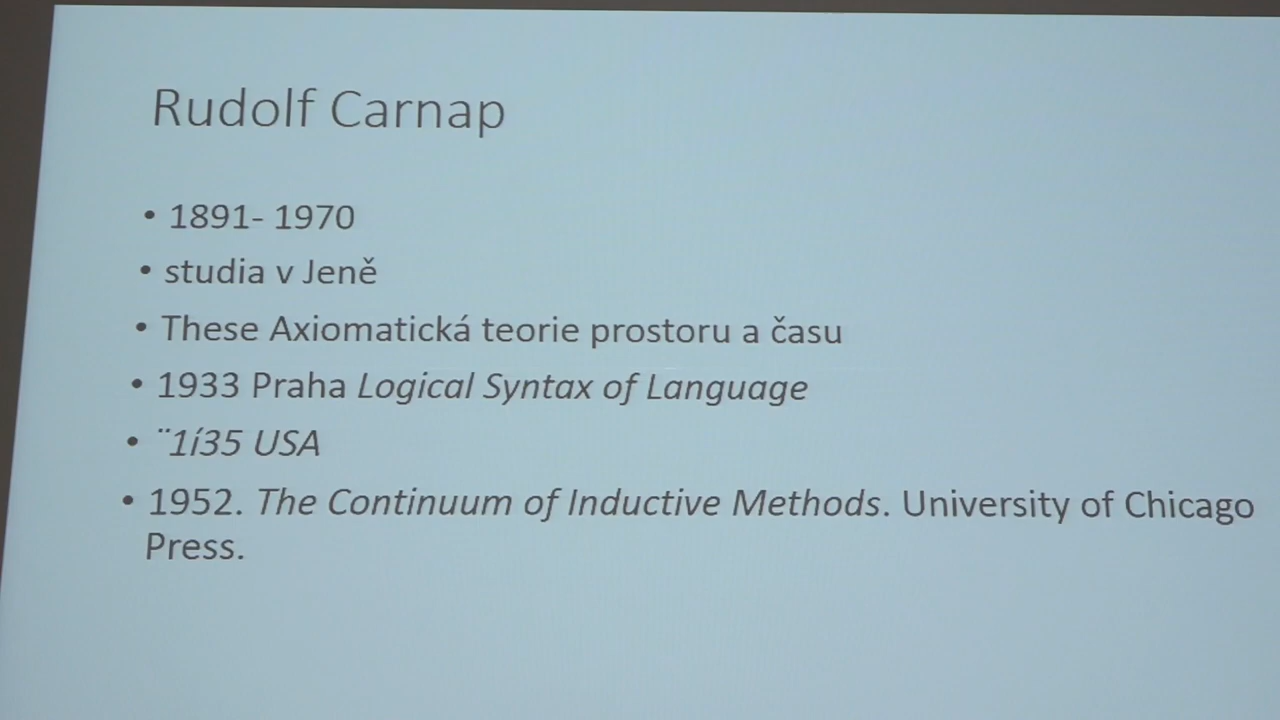 Rudolf Carnap
• 1891- 1970
• studia v Jeně
• These Axiomatická teorie prostoru a času
• 1933 Praha Logical Syntax of Language
• ¨1í35 USA
• 1952. The Continuum of Inductive Methods. University of Chicago
Press.